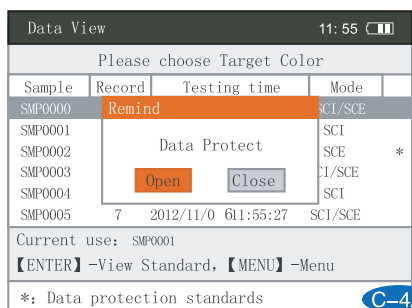 Data View 11: 55
Please choose Target Color
Sample Record Testing time Mode
SMP0000 SCI/SCE
Remind
SMP0001 SCI
Data Protect
SMP0002 SCE *
SMP0003 CI/SCE
Open Close
SMP0004 SCI
SMP0005 7 2012/11/0 611:55:27 SCI/SCE
Current use: SMP0001
【ENTER】-View Standard,【MENU】-Menu
*: Data protection standards
C-4